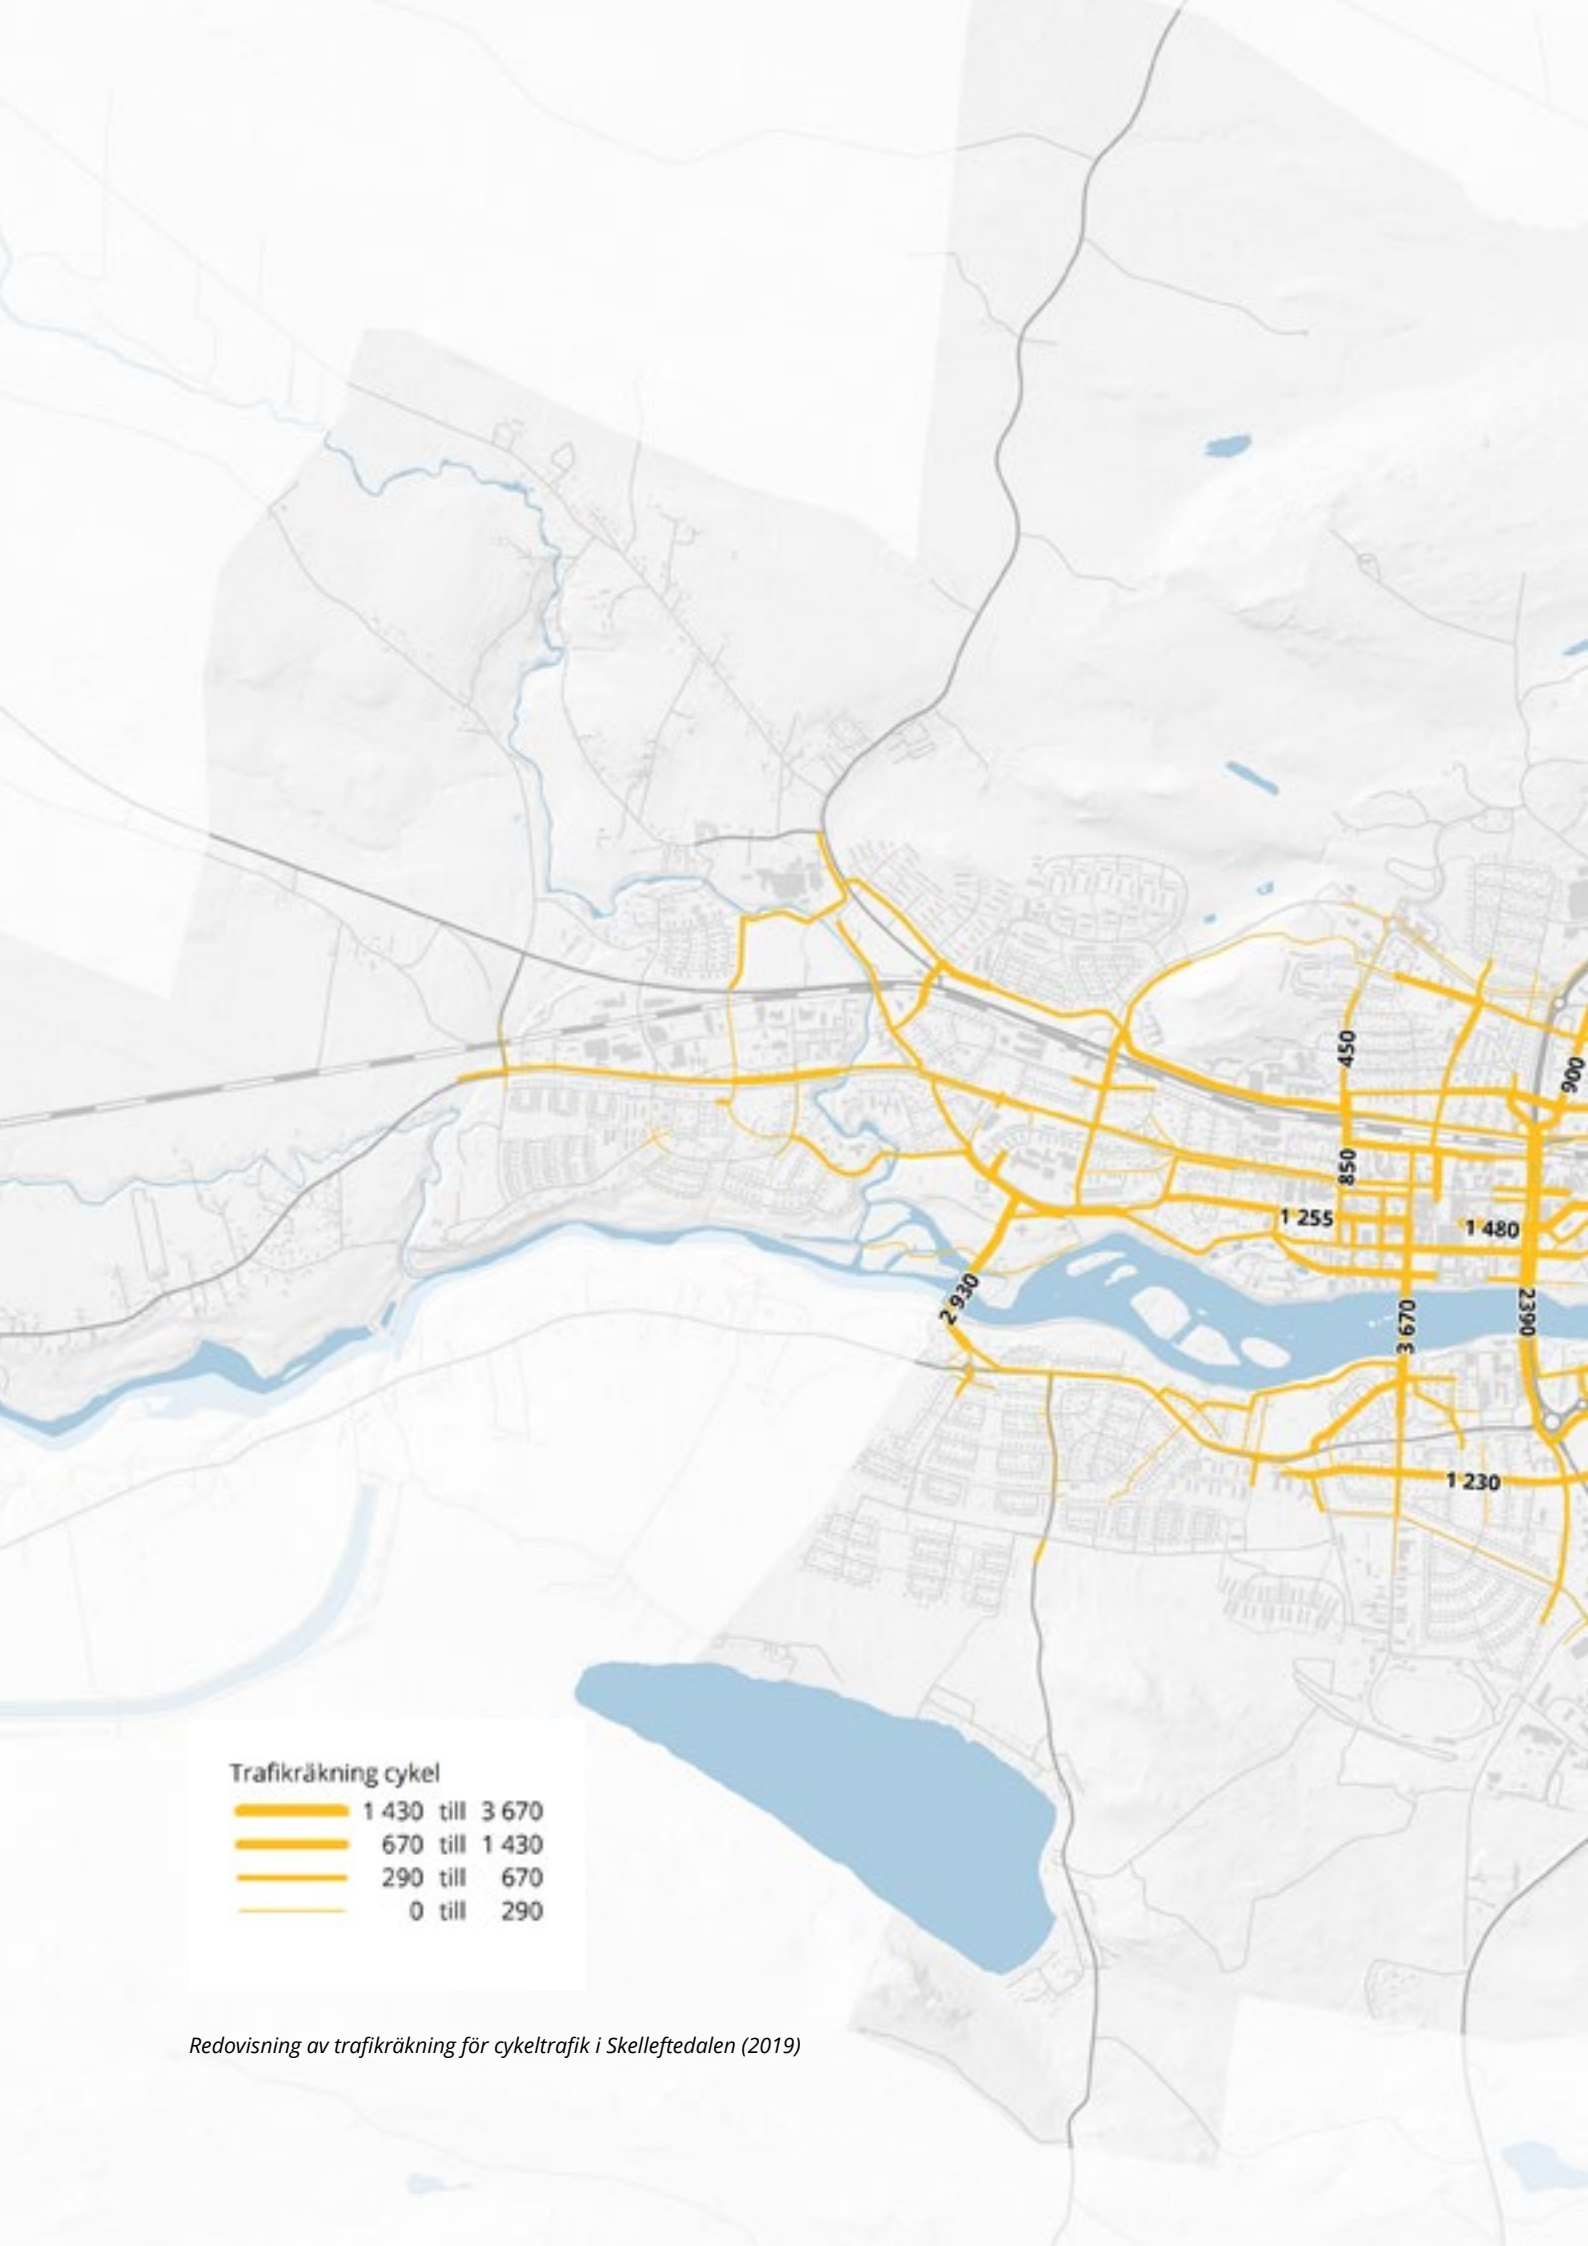 450
900
850
1 255
1 480
2 930
3 670
2390
1 230
Trafikräkning cykel
1 430 till 3 670
670 till 1 430
290 till 670
0 till 290
Redovisning av trafikräkning för cykeltrafik i Skelleftedalen (2019)